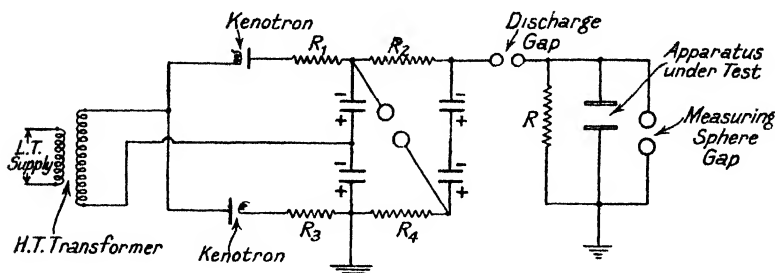 Kenotron
R1
R2
Discharge
Gap
Apparatus
under Test
L.T.
Supply
R
Measuring
Sphere
Gap
- -
+ +
- -
+ +
H.T. Transformer
Kenotron
R3
R4